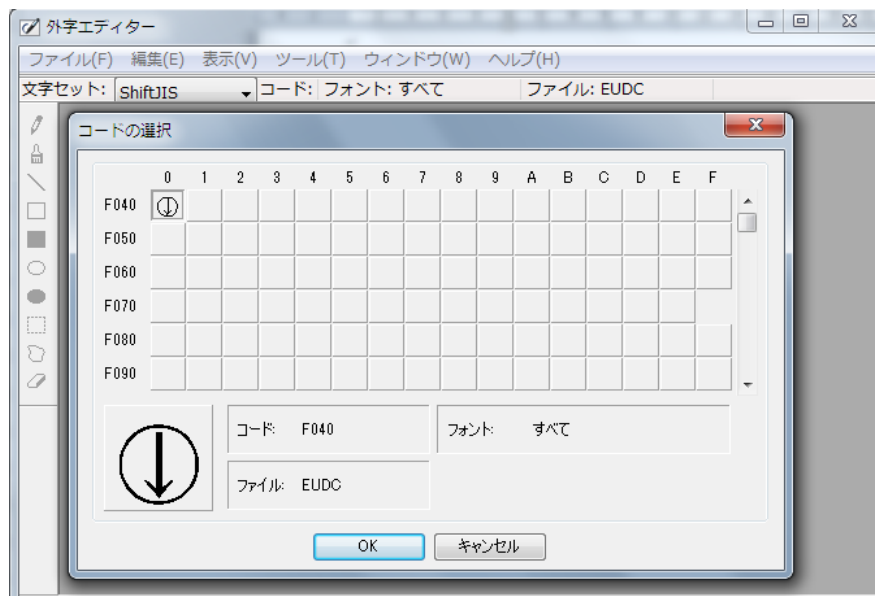 外字エディター
ファイル(F) 編集(E) 表示(V) ツール(T) ウィンドウ(W) ヘルプ(H)
文字セット: ShiftJIS コード: フォント: すべて ファイル: EUDC
コードの選択
0 1 2 3 4 5 6 7 8 9 A B C D E F
F040
F050
F060
F070
F080
F090
コード: F040 フォント: すべて
ファイル: EUDC
OK キャンセル